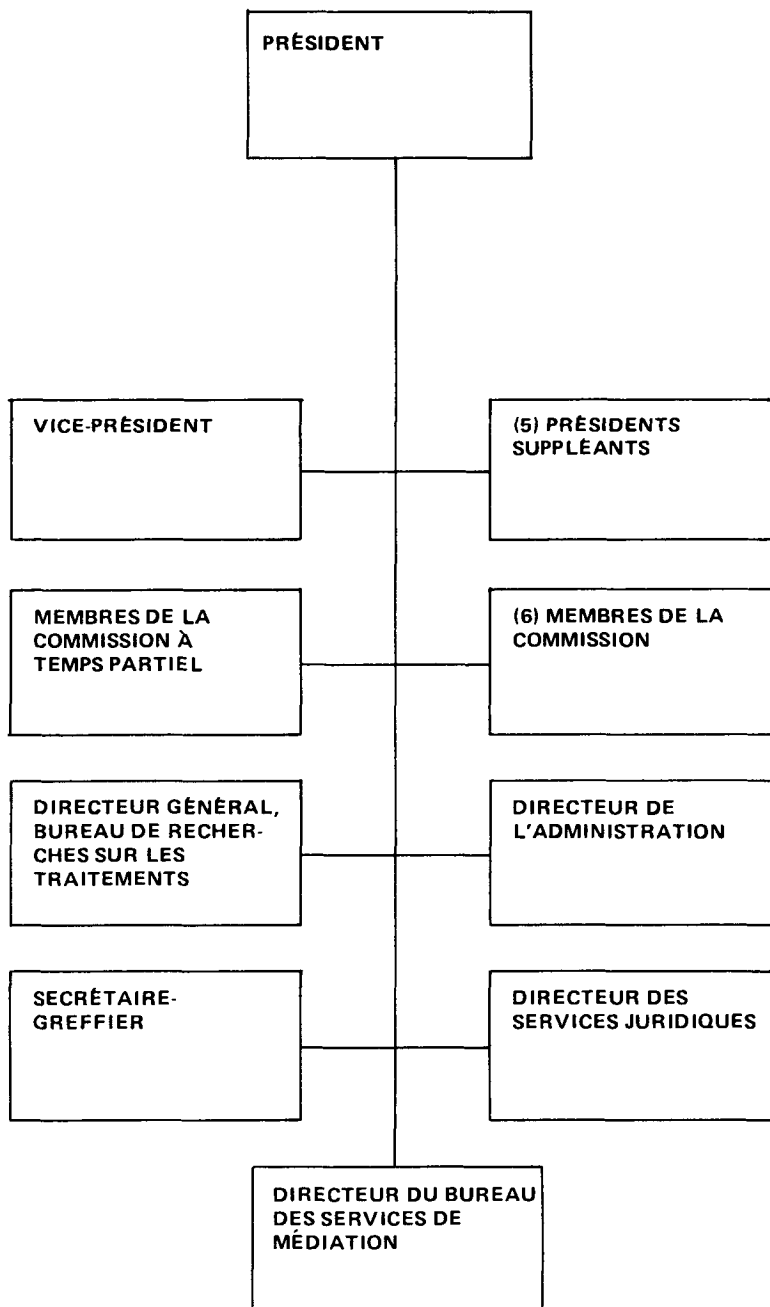 PRÉSIDENT
VICE-PRÉSIDENT
(5) PRÉSIDENTS
SUPPLÉANTS
MEMBRES DE LA
COMMISSION À
TEMPS PARTIEL
(6) MEMBRES DE LA
COMMISSION
DIRECTEUR GÉNÉRAL,
BUREAU DE RECHER-
CHES SUR LES
TRAITEMENTS
DIRECTEUR DE
L'ADMINISTRATION
SECRÉTAIRE-
GREFFIER
DIRECTEUR DES
SERVICES JURIDIQUES
DIRECTEUR DU BUREAU
DES SERVICES DE
MÉDIATION